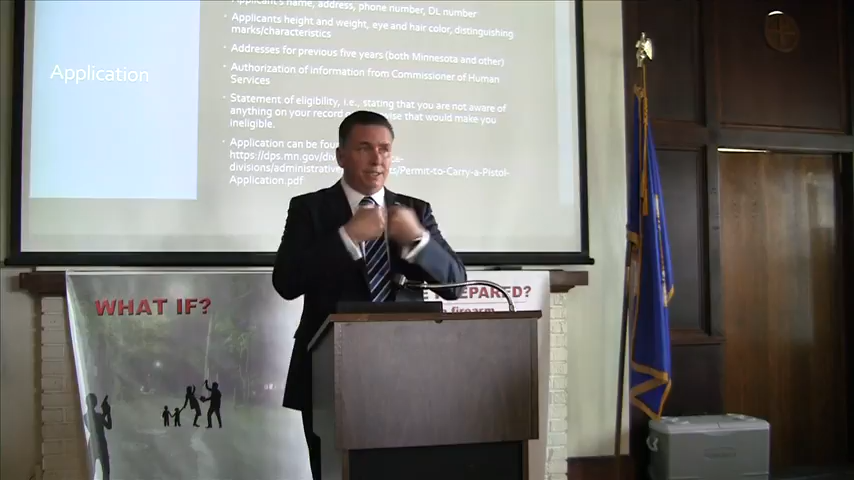 Applicant's name, address, phone number, DL number
Applicants height and weight, eye and hair color, distinguishing
marks/characteristics
Addresses for previous five years (both Minnesota and other)
Application
Authorization of information from Commissioner of Human
Services
Statement of eligibility, i.e., stating that you are not aware of
anything on your record or
that would make you
ineligible.
Application can be
https://dps.mn.gov/
divisions/administrative
/Permit-to-Carry-a-Pistol-
Application.pdf
WHAT IF?
PREPARED?
firearm